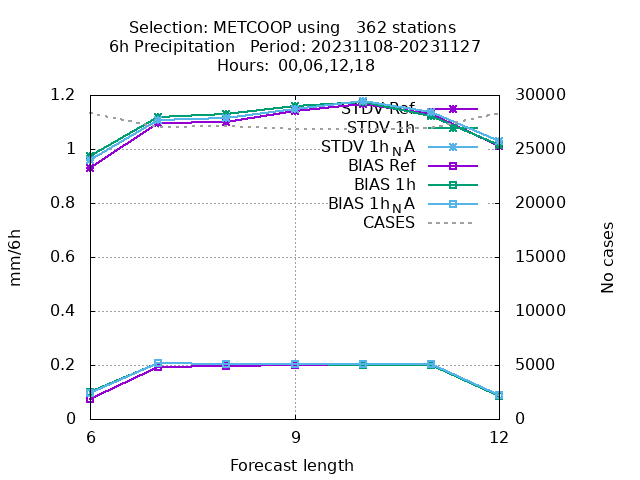 Selection: METCOOP using   362 stations
6h Precipitation   Period: 20231108-20231127
Hours:  00,06,12,18
1.2
30000
STDV Ref
STDV 1h
1
25000
STDV 1h_NA
BIAS Ref
BIAS 1h
0.8
20000
BIAS 1h_NA
CASES
mm/6h
No cases
0.6
15000
0.4
10000
0.2
5000
0
0
6
9
12
Forecast length